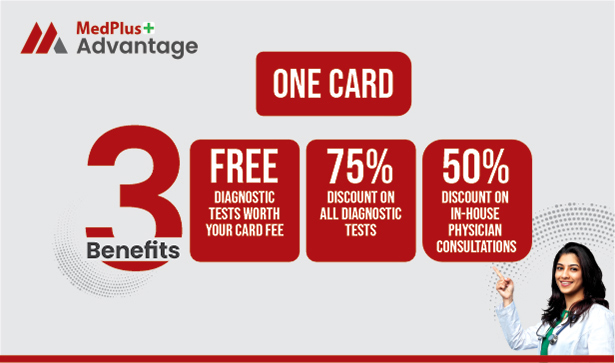 MedPlus+
Advantage
ONE CARD
3
Benefits
FREE
DIAGNOSTIC
TESTS WORTH
YOUR CARD FEE
75%
DISCOUNT ON
ALL DIAGNOSTIC
TESTS
50%
DISCOUNT ON
IN-HOUSE
PHYSICIAN
CONSULTATIONS